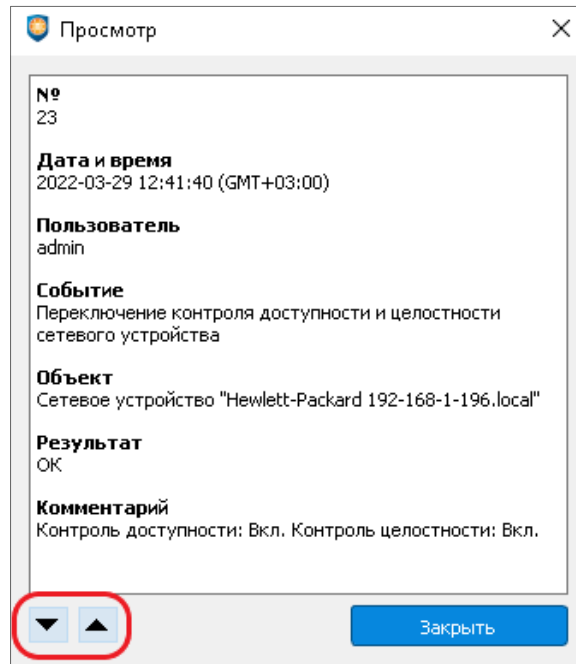 Просмотр
№
23
Дата и время
2022-03-29 12:41:40 (GMT+03:00)
Пользователь
admin
Событие
Переключение контроля доступности и целостности
сетевого устройства
Объект
Сетевое устройство "Hewlett-Packard 192-168-1-196.local"
Результат
ОК
Комментарий
Контроль доступности: Вкл. Контроль целостности: Вкл.
Закрыть